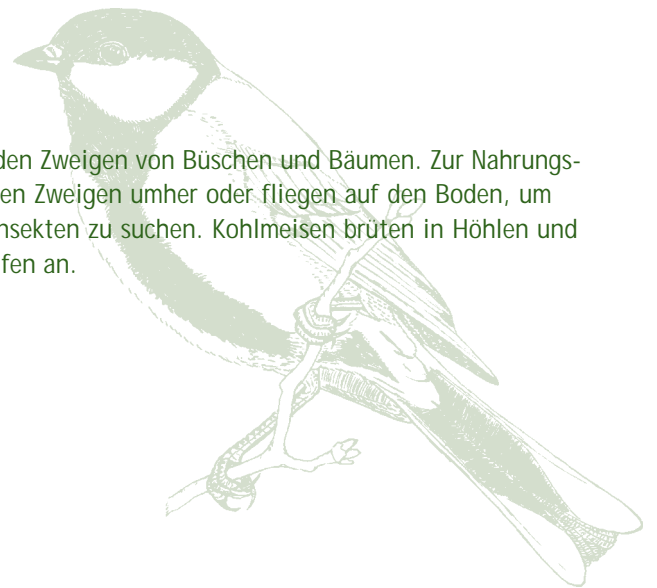 den Zweigen von Büschen und Bäumen. Zur Nahrungs-
en Zweigen umher oder fliegen auf den Boden, um
nsekten zu suchen. Kohlmeisen brüten in Höhlen und
fen an.